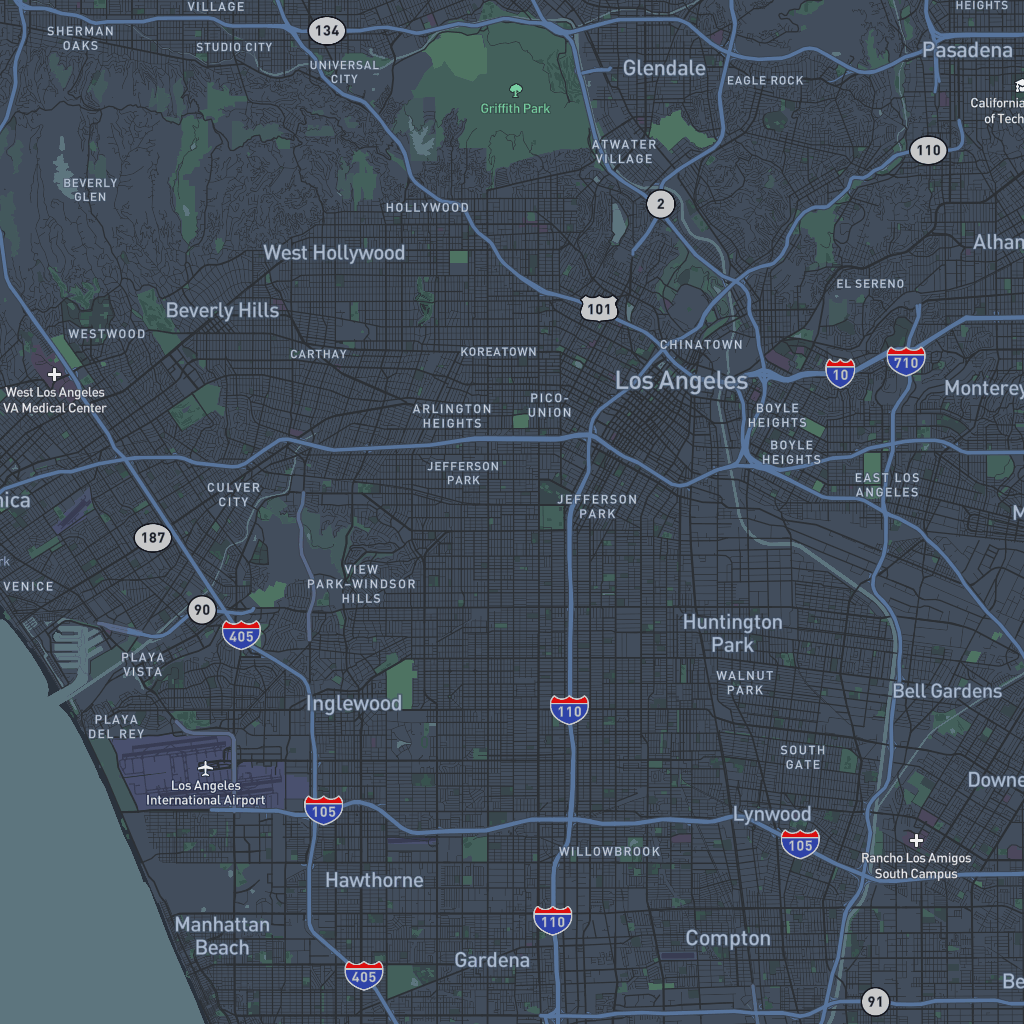 VILLAGE
HEIGHTS
SHERMAN
OAKS
134
STUDIO CITY
UNIVERSAL
CITY
Glendale
EAGLE ROCK
Pasadena
Griffith Park
California
of Tech
ATWATER
VILLAGE
110
BEVERLY
GLEN
HOLLYWOOD
2
West Hollywood
Alham
EL SERENO
Beverly Hills
101
WESTWOOD
CARTHAY
KOREATOWN
CHINATOWN
710
10
West Los Angeles
VA Medical Center
Los Angeles
Monterey
ARLINGTON
HEIGHTS
PICO-
UNION
BOYLE
HEIGHTS
BOYLE
HEIGHTS
JEFFERSON
PARK
CULVER
CITY
EAST LOS
ANGELES
nica
JEFFERSON
PARK
M
187
rk
VENICE
VIEW
PARK-WINDSOR
HILLS
90
405
Huntington
Park
PLAYA
VISTA
WALNUT
PARK
Bell Gardens
Inglewood
110
PLAYA
DEL REY
SOUTH
GATE
Los Angeles
International Airport
Downe
105
Lynwood
105
WILLOWBROOK
Rancho Los Amigos
South Campus
Hawthorne
110
Manhattan
Beach
Compton
Gardena
405
Be
91